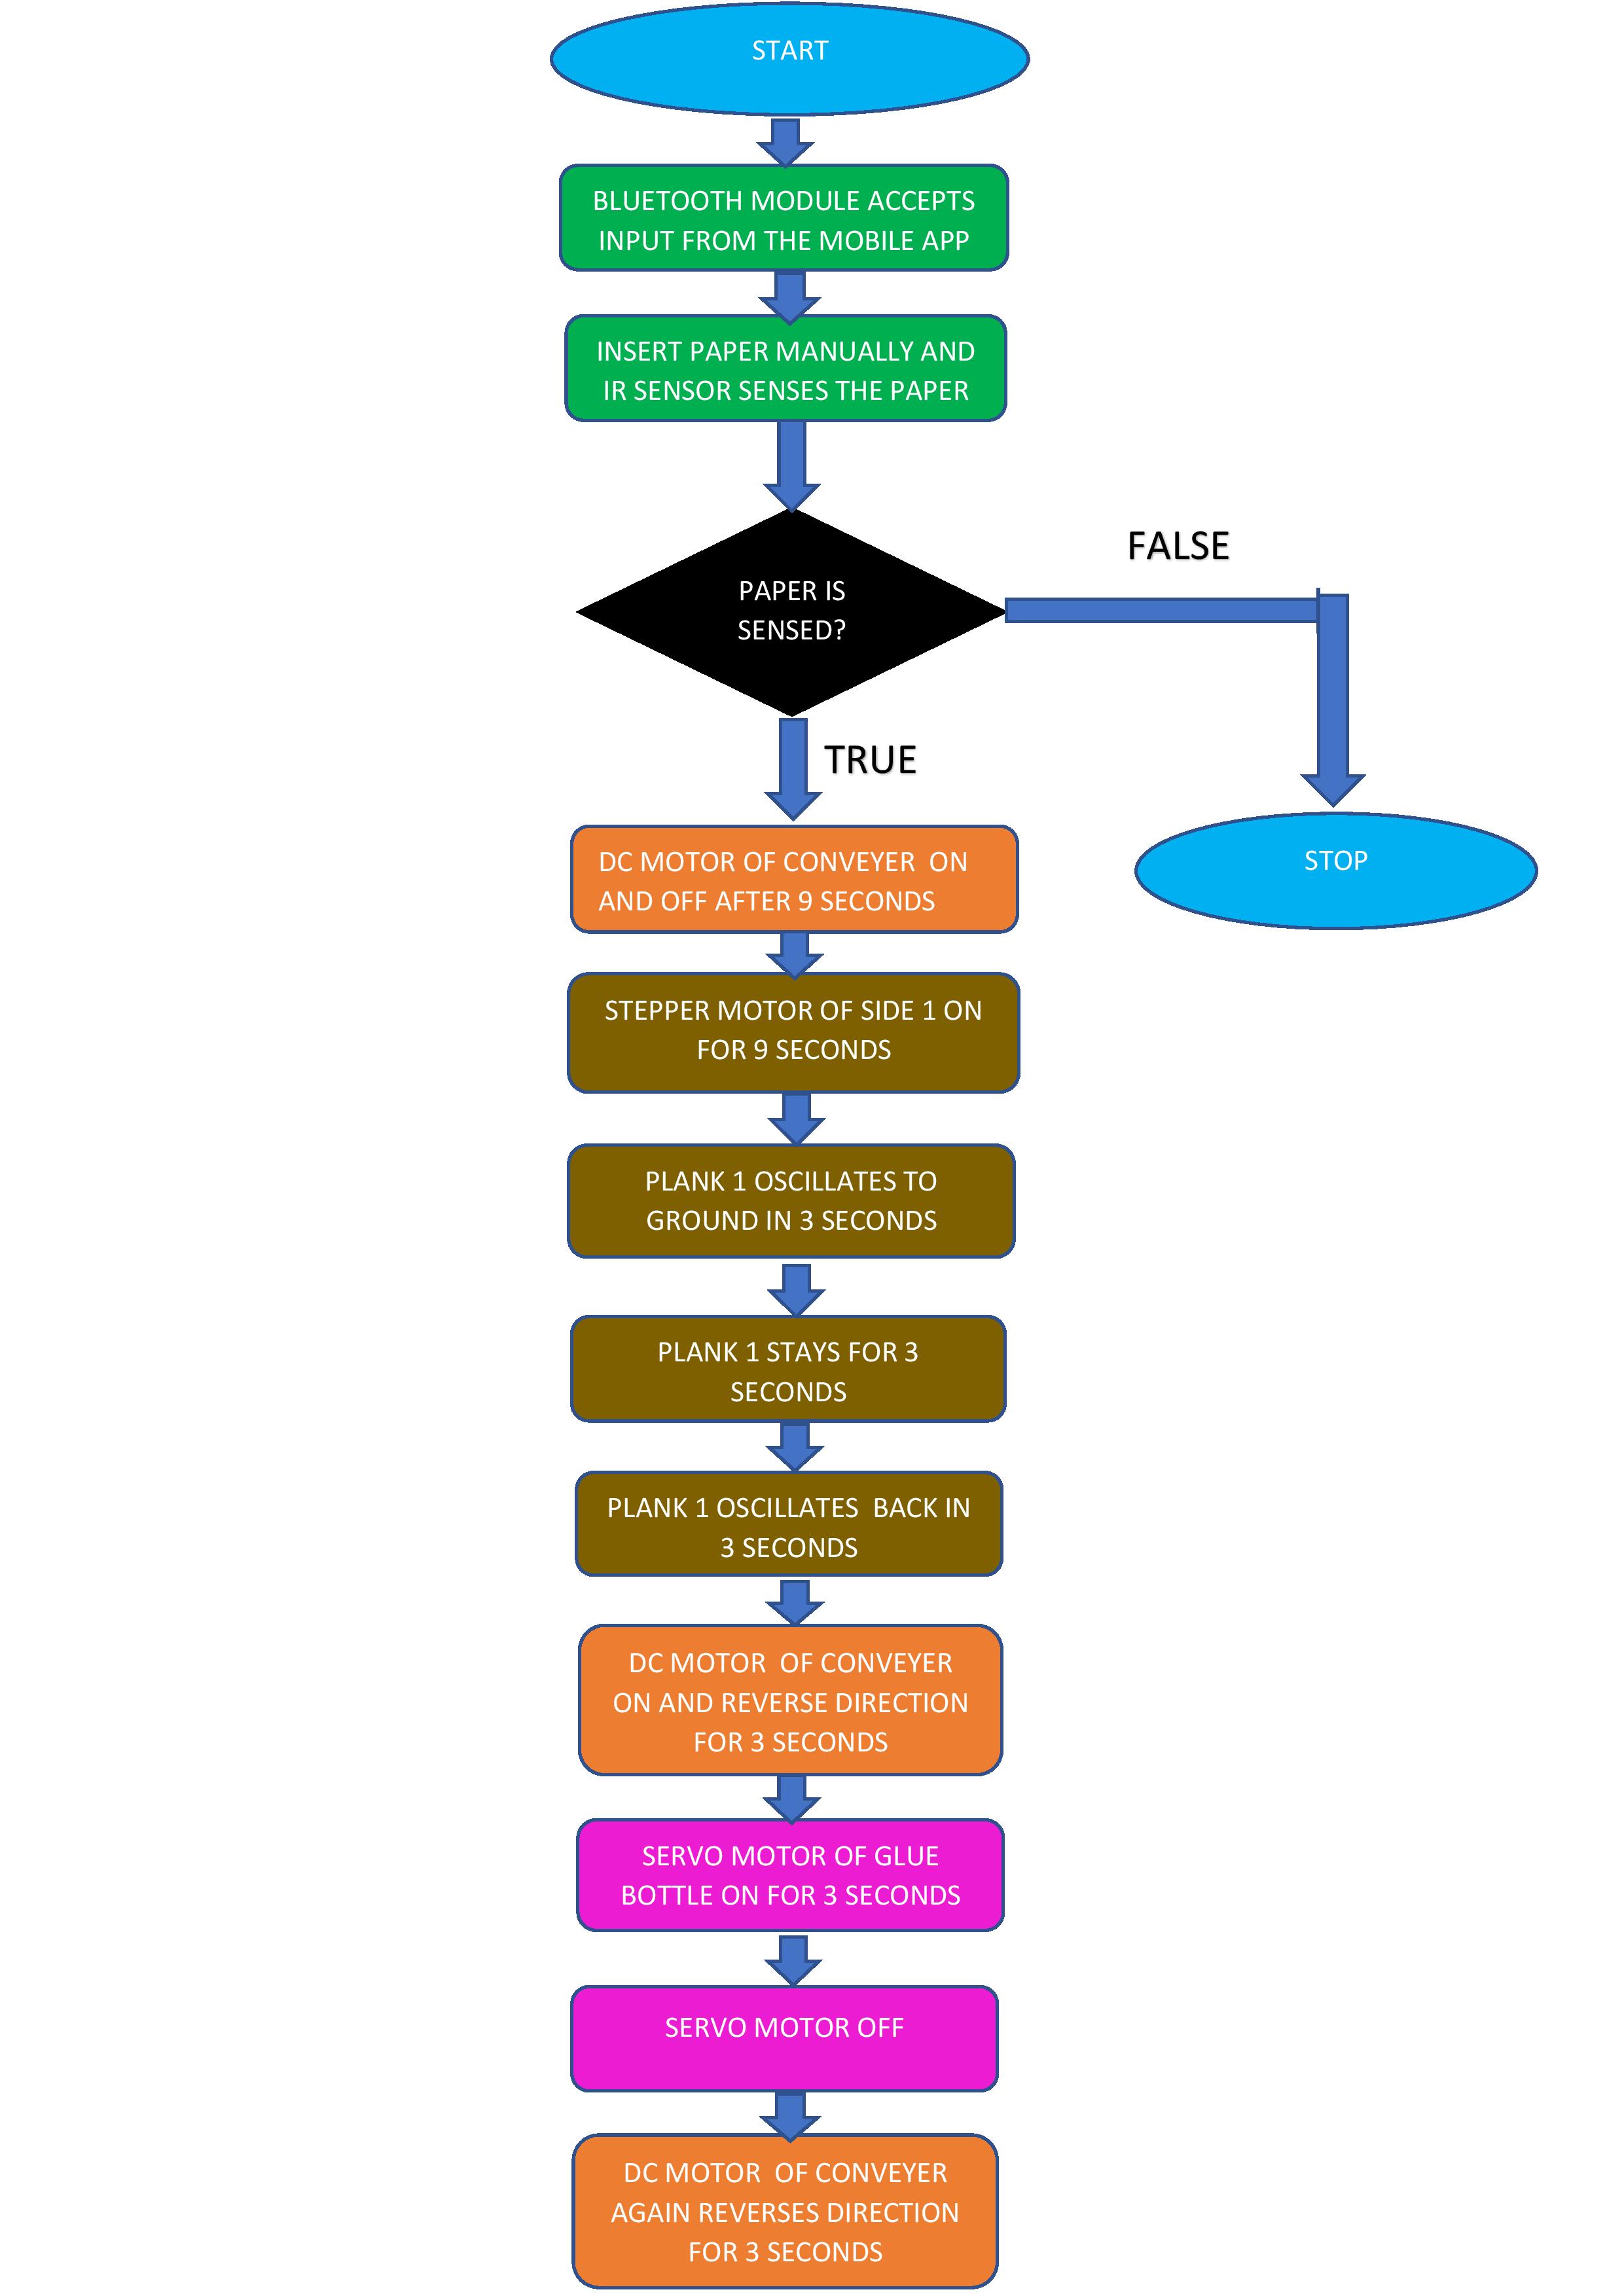 START
BLUETOOTH MODULE ACCEPTS
INPUT FROM THE MOBILE APP
INSERT PAPER MANUALLY AND
IR SENSOR SENSES THE PAPER
PAPER IS
SENSED?
FALSE
TRUE
STOP
DC MOTOR OF CONVEYER ON
AND OFF AFTER 9 SECONDS
STEPPER MOTOR OF SIDE 1 ON
FOR 9 SECONDS
PLANK 1 OSCILLATES TO
GROUND IN 3 SECONDS
PLANK 1 STAYS FOR 3
SECONDS
PLANK 1 OSCILLATES BACK IN
3 SECONDS
DC MOTOR OF CONVEYER
ON AND REVERSE DIRECTION
FOR 3 SECONDS
SERVO MOTOR OF GLUE
BOTTLE ON FOR 3 SECONDS
SERVO MOTOR OFF
DC MOTOR OF CONVEYER
AGAIN REVERSES DIRECTION
FOR 3 SECONDS